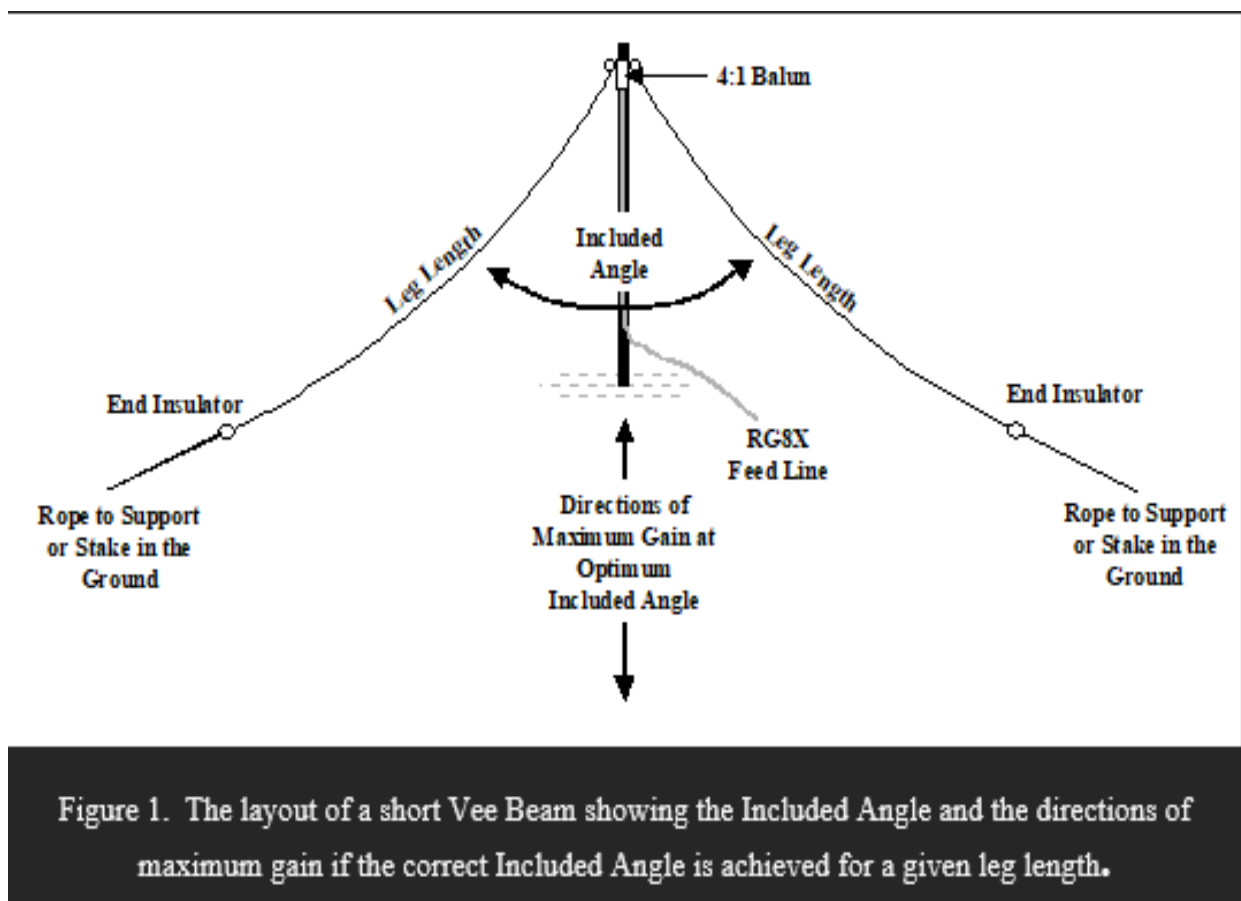 4:1 Balun
Included
Angle
Leg Length
Leg Length
End Insulator
End Insulator
RG8X
Feed Line
Rope to Support
or Stake in the
Ground
Directions of
Maximum Gain at
Optimum
Included Angle
Rope to Support
or Stake in the
Ground
Figure 1. The layout of a short Vee Beam showing the Included Angle and the directions of
maximum gain if the correct Included Angle is achieved for a given leg length.